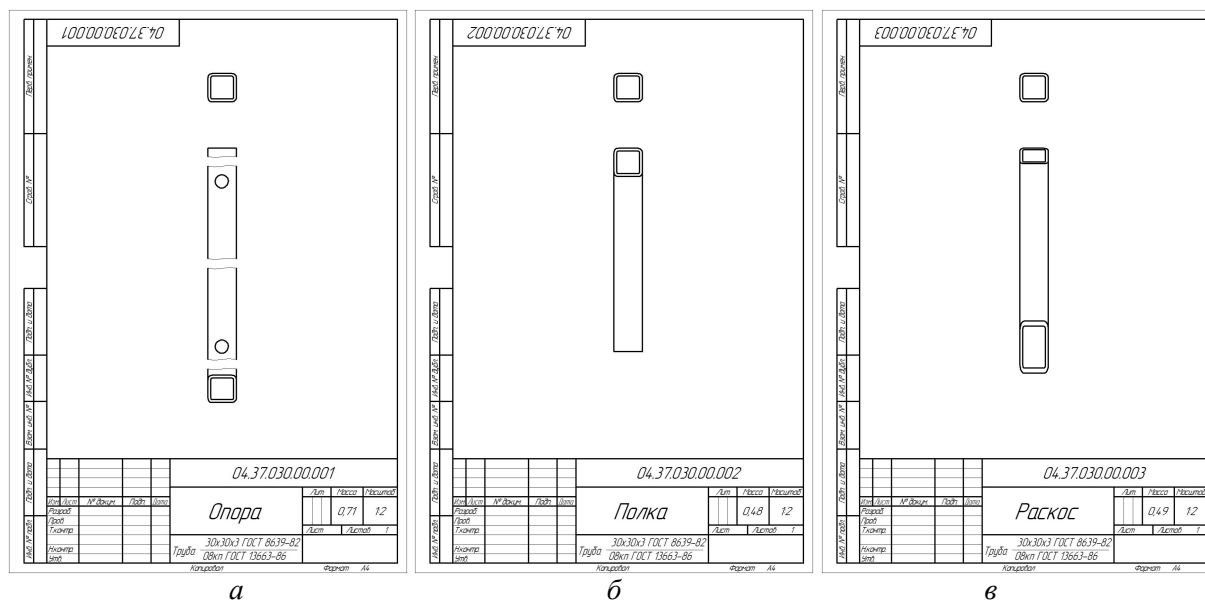 04.37.030.00.001
Перв. примен.
Справ. №
Подп. и дата
Инв. № дубл.
Взам. инв. №
Подп. и дата
Инв. № подл.
04.37.030.00.001
Изм. Лист № докум. Подп. Дата
Разраб.
Пров.
Т.контр.
Н.контр.
Утв.
Опора
Лит. Масса Масштаб
0,71 1:2
Лист Листов 1
Труба 30х30х3 ГОСТ 8639-82
08кп ГОСТ 13663-86
Копировал Формат А4
а
04.37.030.00.002
Перв. примен.
Справ. №
Подп. и дата
Инв. № дубл.
Взам. инв. №
Подп. и дата
Инв. № подл.
04.37.030.00.002
Изм. Лист № докум. Подп. Дата
Разраб.
Пров.
Т.контр.
Н.контр.
Утв.
Полка
Лит. Масса Масштаб
0,48 1:2
Лист Листов 1
Труба 30х30х3 ГОСТ 8639-82
08кп ГОСТ 13663-86
Копировал Формат А4
б
04.37.030.00.003
Перв. примен.
Справ. №
Подп. и дата
Инв. № дубл.
Взам. инв. №
Подп. и дата
Инв. № подл.
04.37.030.00.003
Изм. Лист № докум. Подп. Дата
Разраб.
Пров.
Т.контр.
Н.контр.
Утв.
Раскос
Лит. Масса Масштаб
0,49 1:2
Лист Листов 1
Труба 30х30х3 ГОСТ 8639-82
08кп ГОСТ 13663-86
Копировал Формат А4
в